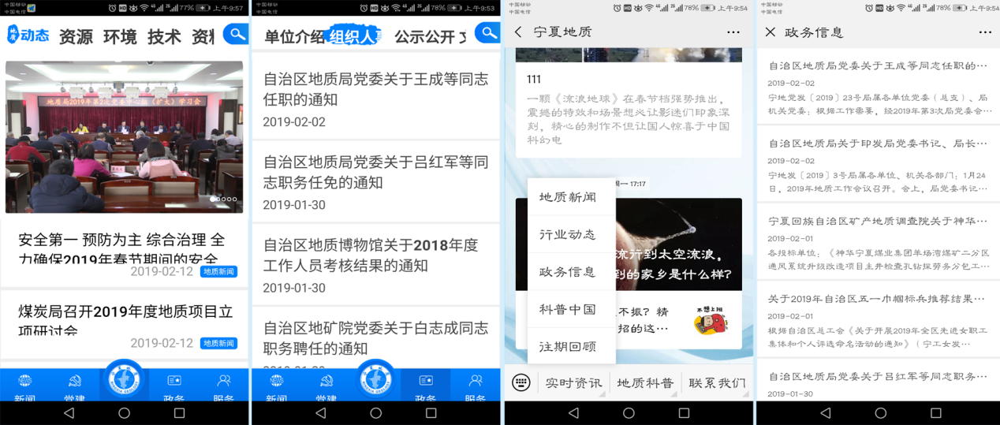 中国移动
中国电信
77% 上午9:57
地质
动态 资源 环境 技术 资料
地质局2019年第2次党委中心组（扩大）学习会
安全第一 预防为主 综合治理 全
力确保2019年春节期间的安全
2019-02-12 地质新闻
煤炭局召开2019年度地质项目立
项研讨会
2019-02-12 地质新闻
新闻 党建 政务 服务
宁夏地质
NINGXIA GEOLOGY
中国移动
中国电信
78% 上午9:53
单位介绍 组织人事 公示公开
自治区地质局党委关于王成等同志
任职的通知
2019-02-02
自治区地质局党委关于吕红军等同
志职务任免的通知
2019-01-30
自治区地质博物馆关于2018年度
工作人员考核结果的通知
2019-01-30
自治区地矿院党委关于白志成同志
职务聘任的通知
2019-01-30
新闻 党建 政务 服务
宁夏地质
NINGXIA GEOLOGY
中国移动
中国电信
78% 上午9:54
宁夏地质
111
一颗《流浪地球》在春节档强势推出，
震撼的特效和场景想必让影迷们印象深
刻，精心的制作不但让国人惊喜于中国
科幻电
周一 17:17
流行到太空流浪，
到的家乡是什么样？
不振？精
招的这…
不想上班
地质新闻
行业动态
政务信息
科普中国
往期回顾
实时资讯 地质科普 联系我们
中国移动
中国电信
78% 上午9:54
政务信息
自治区地质局党委关于王成等同志任职的…
2019-02-02
宁地党发〔2019〕23号局属各单位党委（总支）、局
机关党委：根据工作需要，经2019年第3次局党委会…
自治区地质局关于印发局党委书记、局长…
2019-02-02
宁地发〔2019〕3号局属各单位、机关各部门：1月24
日，2019年地质工作会议召开。会上，局党委书记…
宁夏回族自治区矿产地质调查院关于神华…
2019-02-01
各投标单位：《神华宁夏煤业集团羊场湾煤矿二分区
通风系统升级改造项目主井检查孔钻探劳务分包工…
关于2019年自治区五一巾帼标兵推荐结果…
2019-02-01
根据自治区总工会《关于开展2019年全区先进女职工
集体和个人评选命名活动的通知》（宁工女发…
自治区地质局党委关于吕红军等同志职务…
2019-01-30